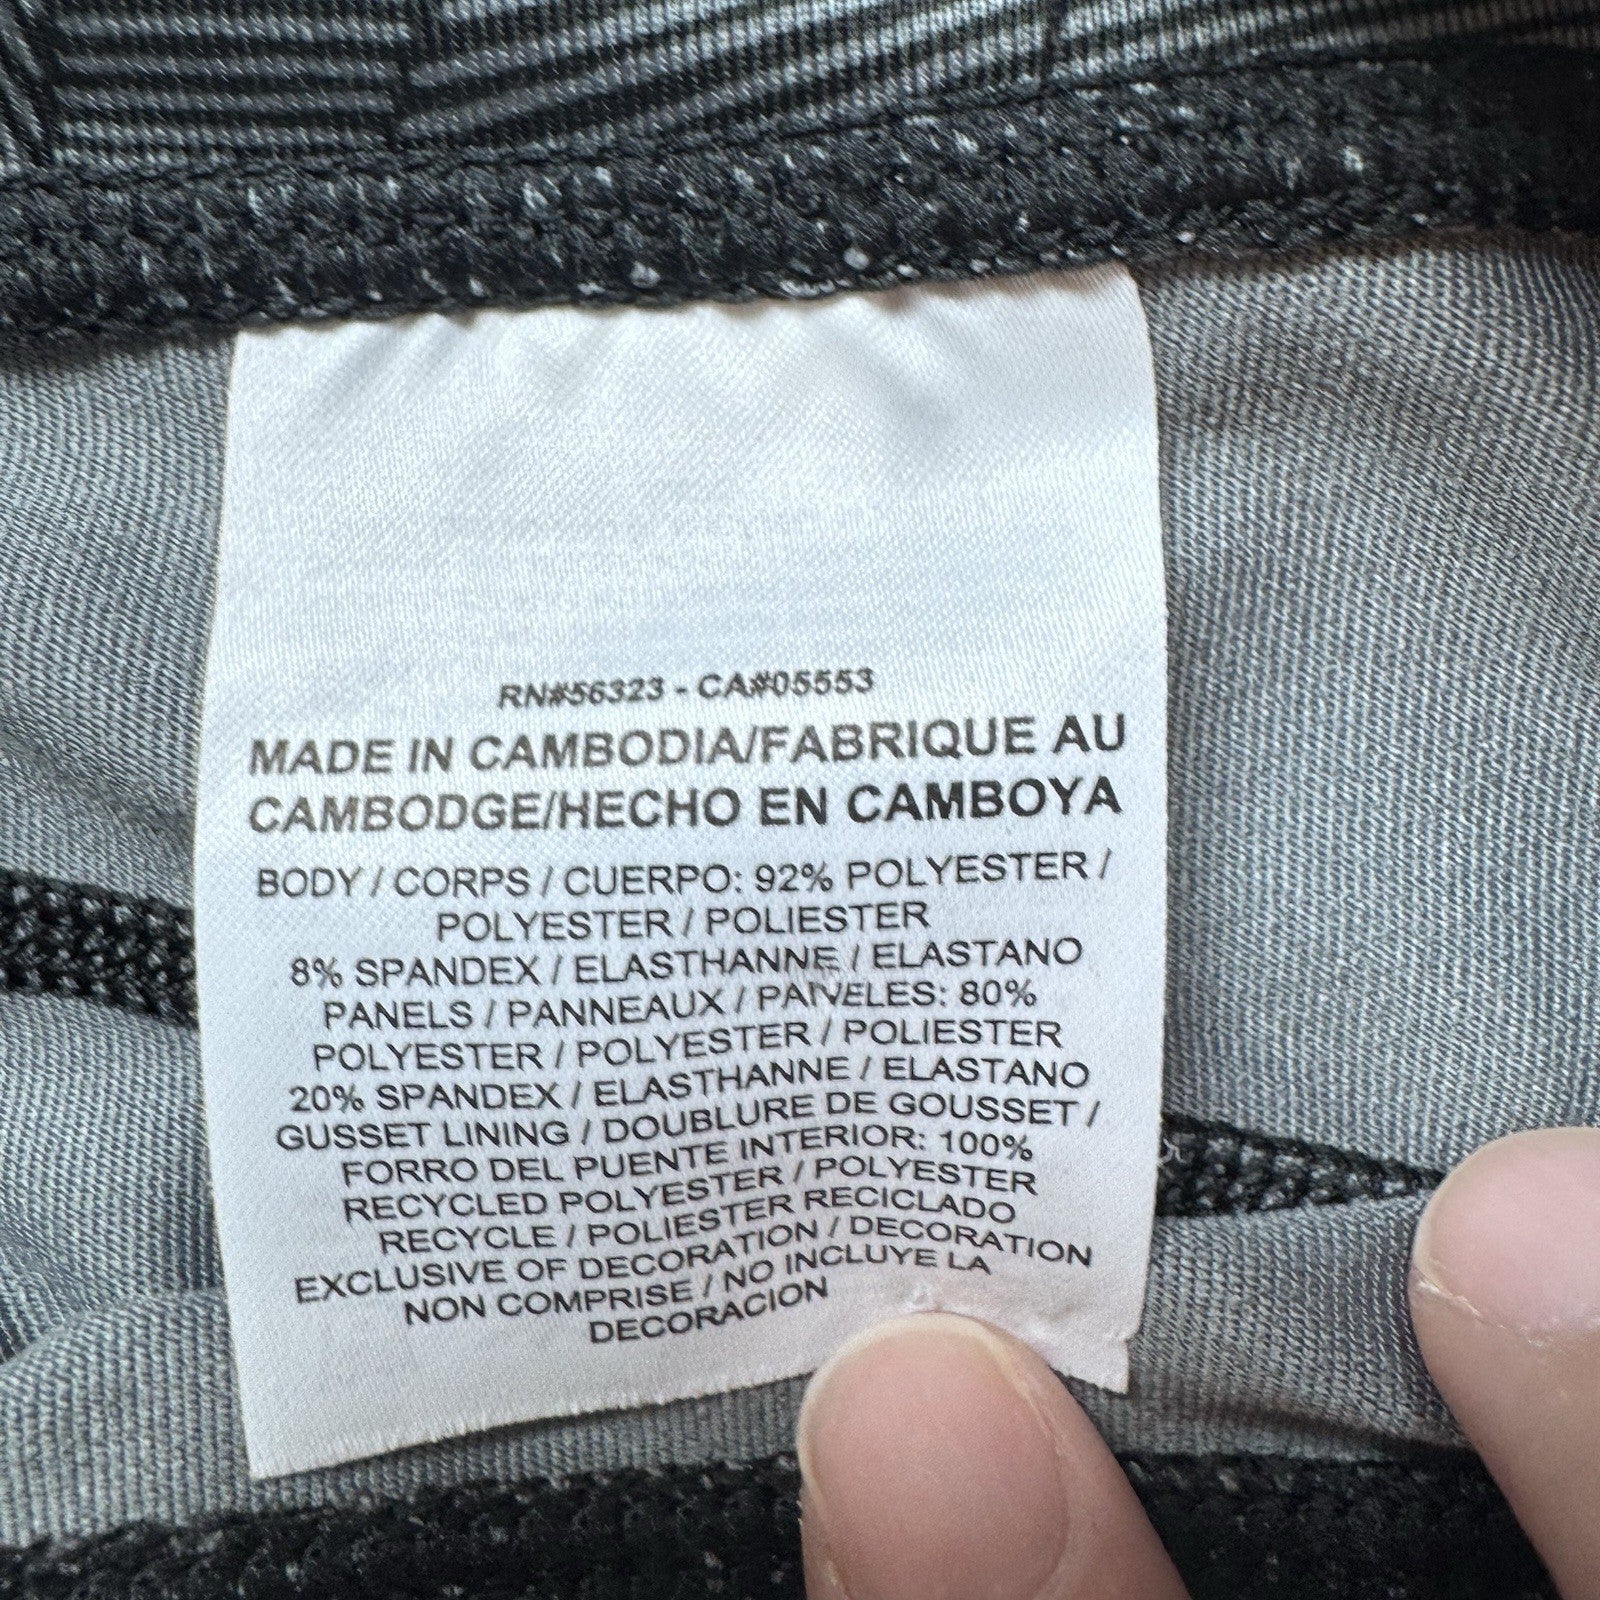 RN#56323 - CA#05553
MADE IN CAMBODIA/FABRIQUE AU
CAMBODGE/HECHO EN CAMBOYA
BODY / CORPS / CUERPO: 92% POLYESTER /
POLYESTER / POLIESTER
8% SPANDEX / ELASTHANNE / ELASTANO
PANELS / PANNEAUX / PANELES: 80%
POLYESTER / POLYESTER / POLIESTER
20% SPANDEX / ELASTHANNE / ELASTANO
GUSSET LINING / DOUBLURE DE GOUSSET /
FORRO DEL PUENTE INTERIOR: 100%
RECYCLED POLYESTER / POLYESTER
RECYCLE / POLIESTER RECICLADO
EXCLUSIVE OF DECORATION / DECORATION
NON COMPRISE / NO INCLUYE LA
DECORACION